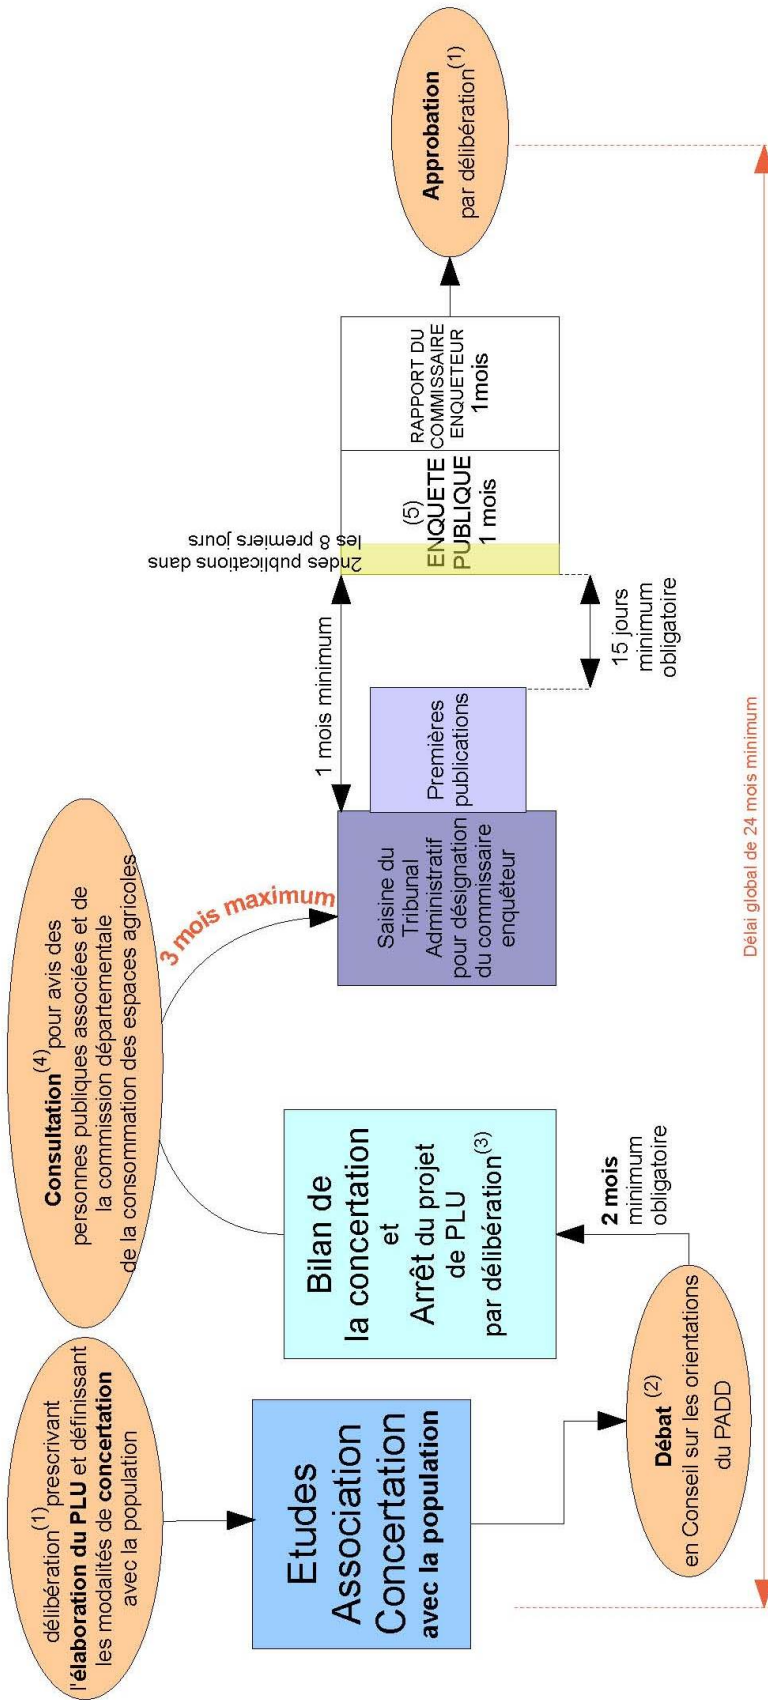 délibération(1) prescrivant
l'élaboration du PLU et définissant
les modalités de concertation
avec la population
Etudes
Association
Concertation
avec la population
Débat (2)
en Conseil sur les orientations
du PADD
2 mois
minimum
obligatoire
Bilan de
la concertation
et
Arrêt du projet
de PLU
par délibération(3)
Consultation(4) pour avis des
personnes publiques associées et de
la commission départementale
de la consommation des espaces agricoles
3 mois maximum
Saisine du
Tribunal
Administratif
pour désignation
du commissaire
enquêteur
Premières
publications
1 mois minimum
15 jours
minimum
obligatoire
2ndes publications dans
les 8 premiers jours
(5)
ENQUETE
PUBLIQUE
1 mois
RAPPORT DU
COMMISSAIRE
ENQUETEUR
1mois
Approbation
par délibération(1)
Délai global de 24 mois minimum